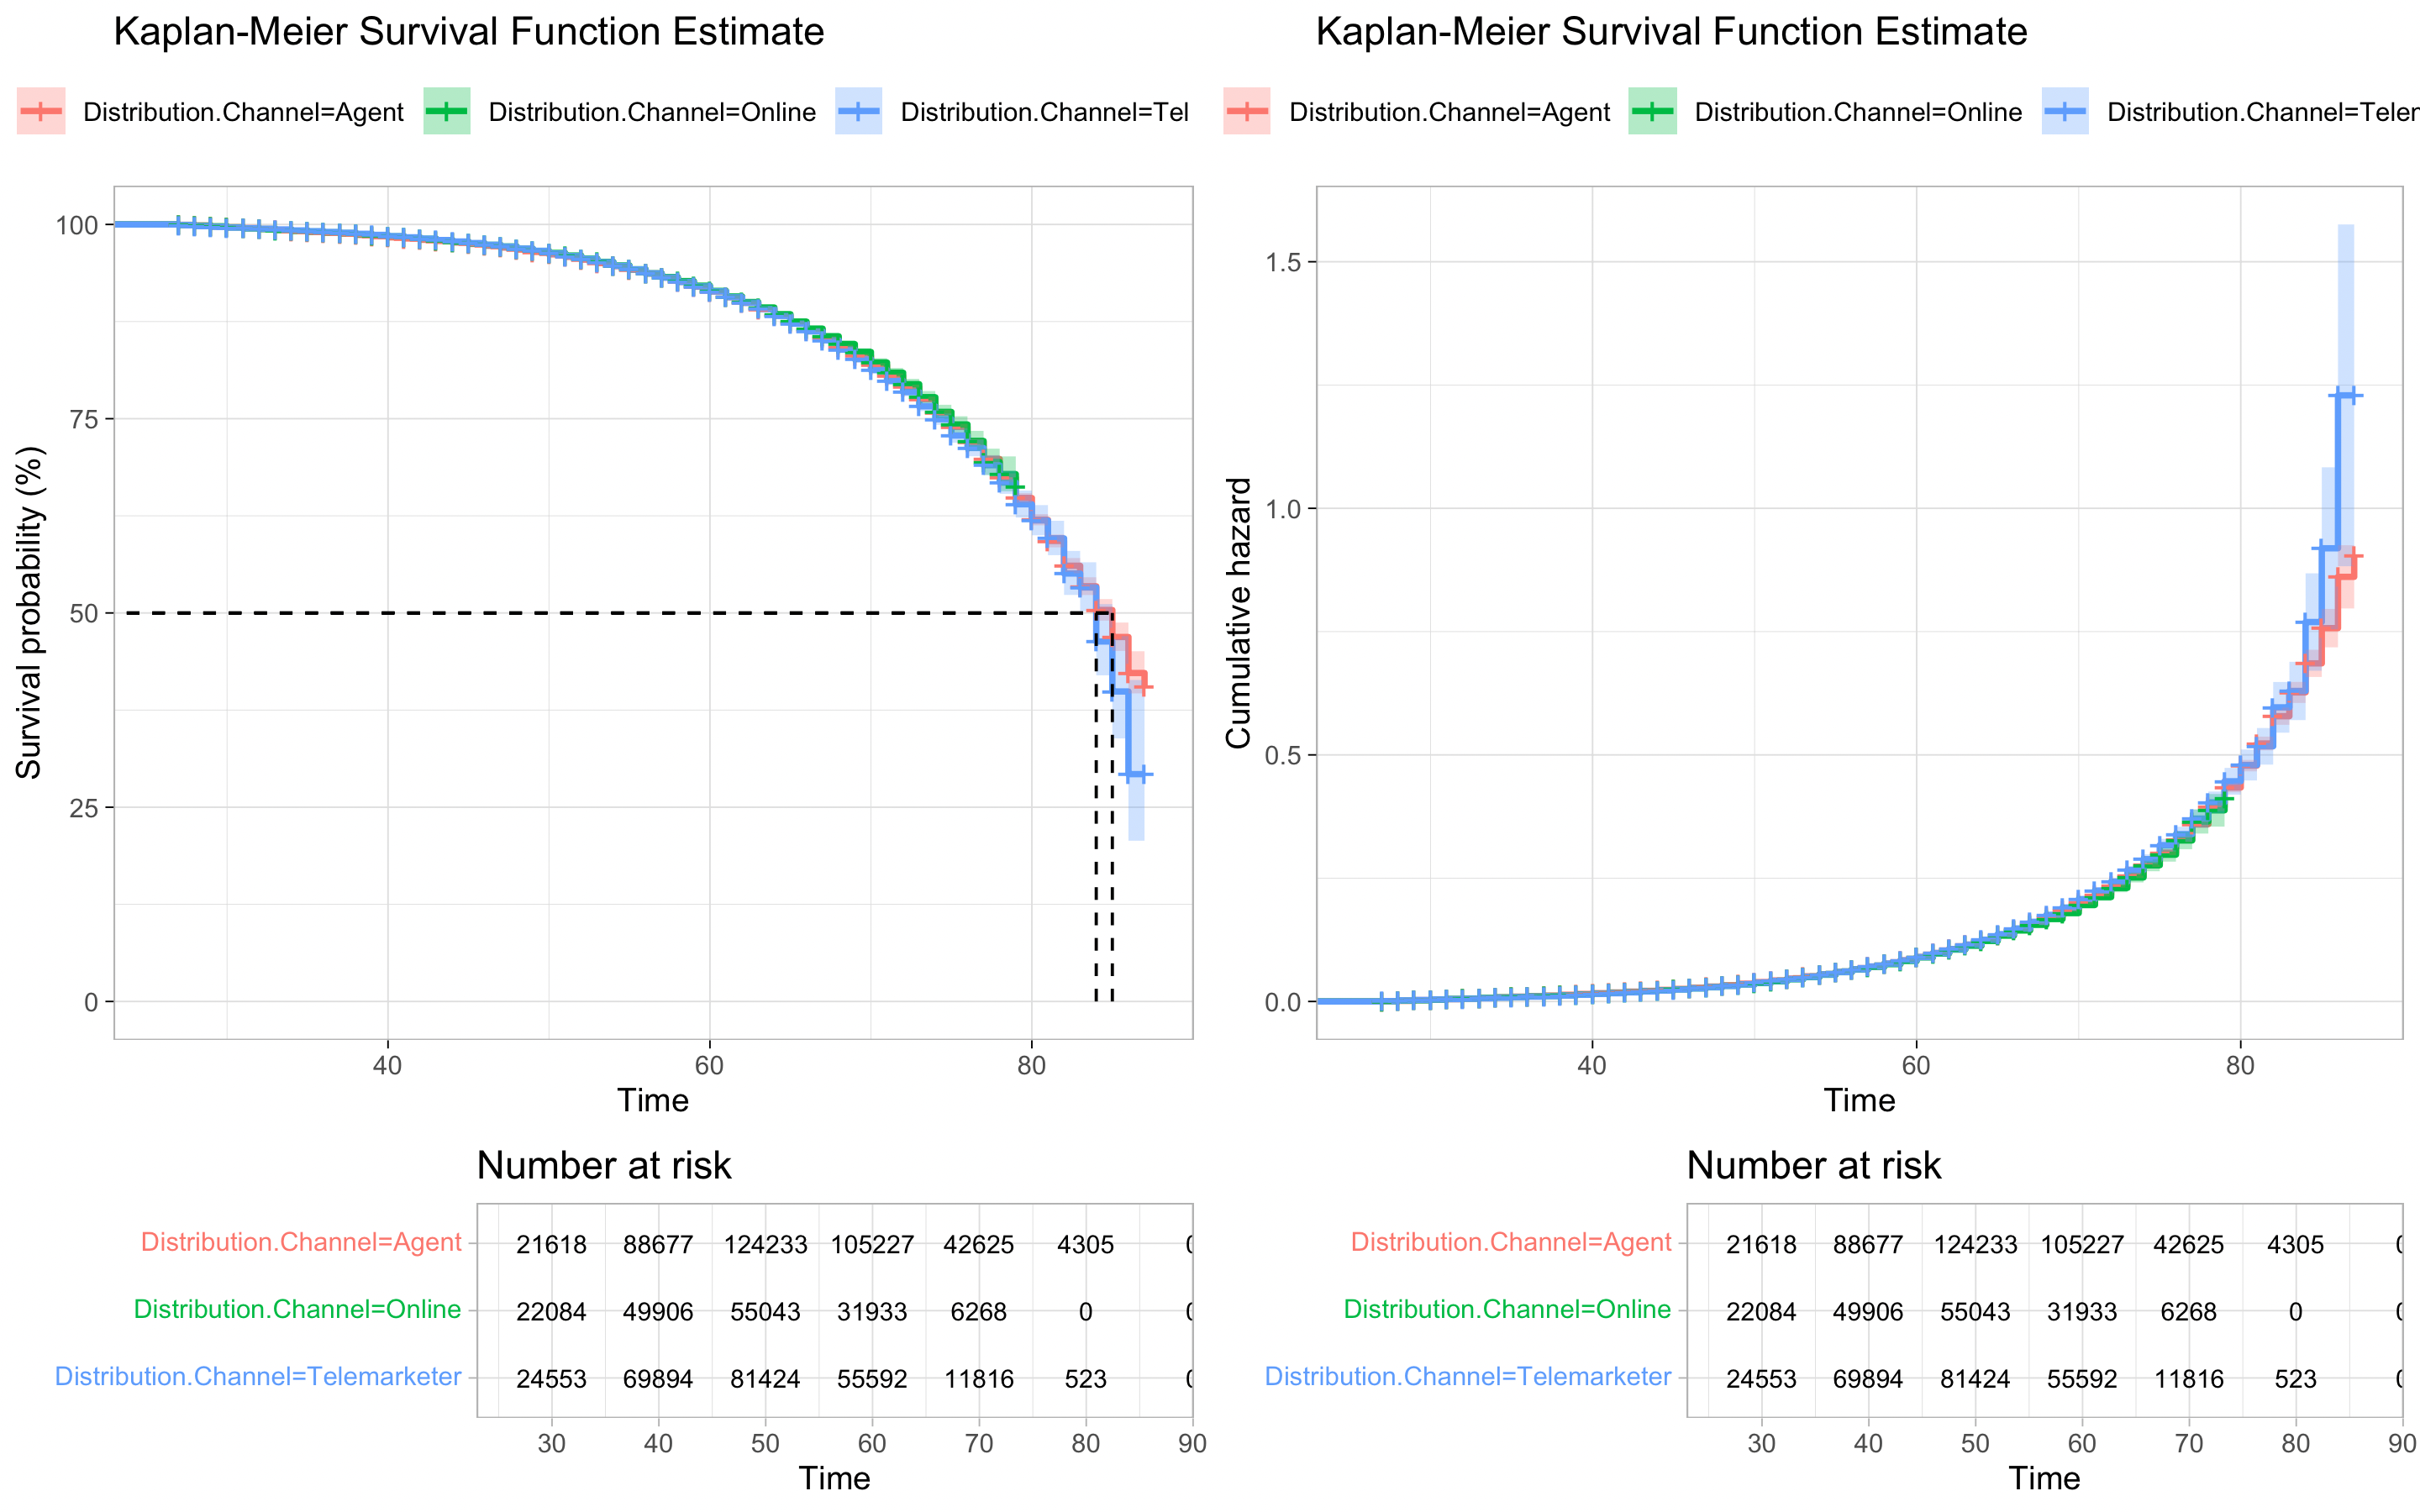 Kaplan-Meier Survival Function Estimate
Distribution.Channel=Agent Distribution.Channel=Online Distribution.Channel=Tel
Survival probability (%)
100
75
50
25
0
40 60 80
Time
Number at risk
Distribution.Channel=Agent 21618 88677 124233 105227 42625 4305 0
Distribution.Channel=Online 22084 49906 55043 31933 6268 0 0
Distribution.Channel=Telemarketer 24553 69894 81424 55592 11816 523 0
30 40 50 60 70 80 90
Time
Kaplan-Meier Survival Function Estimate
Distribution.Channel=Agent Distribution.Channel=Online Distribution.Channel=Teler
Cumulative hazard
1.5
1.0
0.5
0.0
40 60 80
Time
Number at risk
Distribution.Channel=Agent 21618 88677 124233 105227 42625 4305 0
Distribution.Channel=Online 22084 49906 55043 31933 6268 0 0
Distribution.Channel=Telemarketer 24553 69894 81424 55592 11816 523 0
30 40 50 60 70 80 90
Time